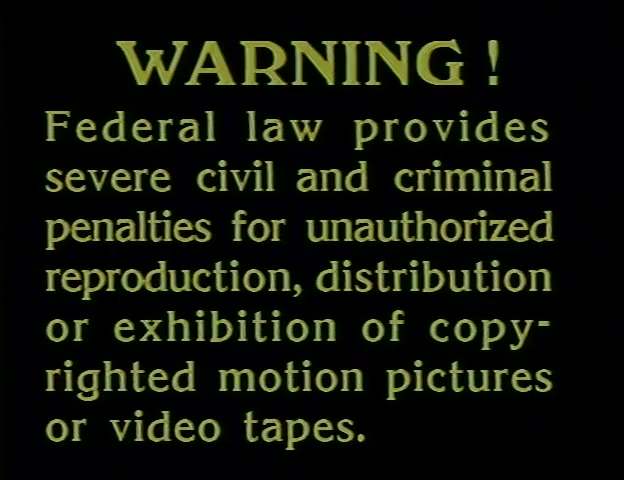 WARNING !
Federal law provides
severe civil and criminal
penalties for unauthorized
reproduction, distribution
or exhibition of copy-
righted motion pictures
or video tapes.